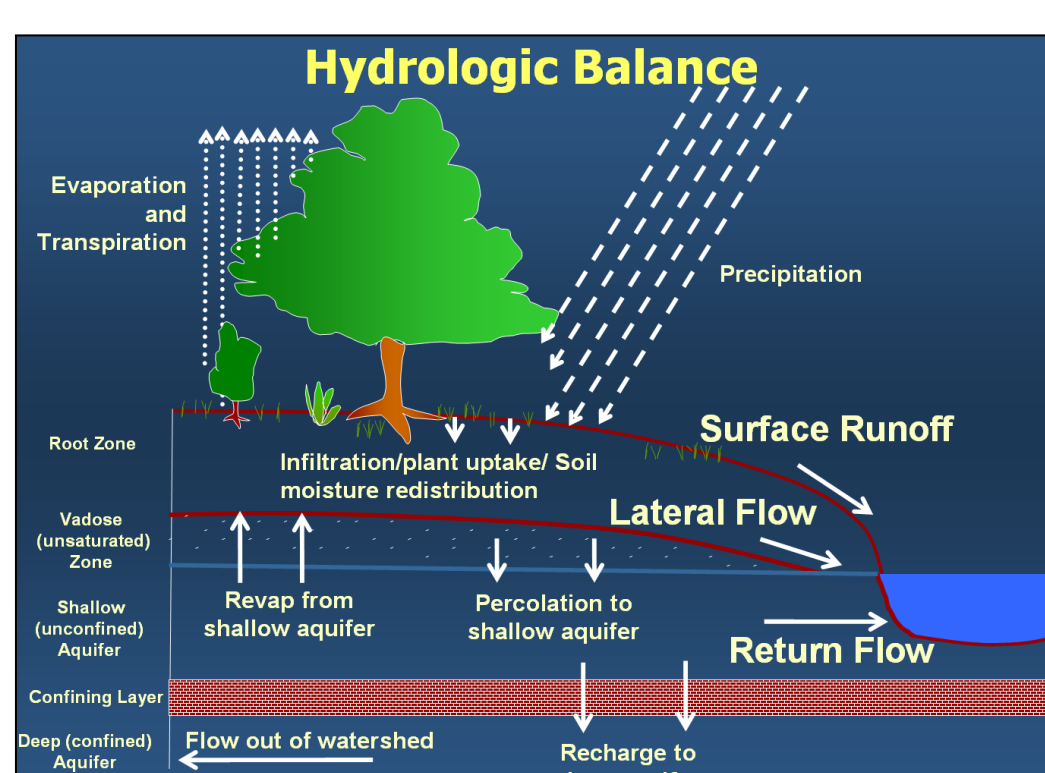 Hydrologic Balance
Evaporation
and
Transpiration
Precipitation
Root Zone
Surface Runoff
Infiltration/plant uptake/ Soil
moisture redistribution
Lateral Flow
Vadose
(unsaturated)
Zone
Revap from
shallow aquifer
Percolation to
shallow aquifer
Shallow
(unconfined)
Aquifer
Return Flow
Confining Layer
Deep (confined)
Aquifer
Flow out of watershed
Recharge to